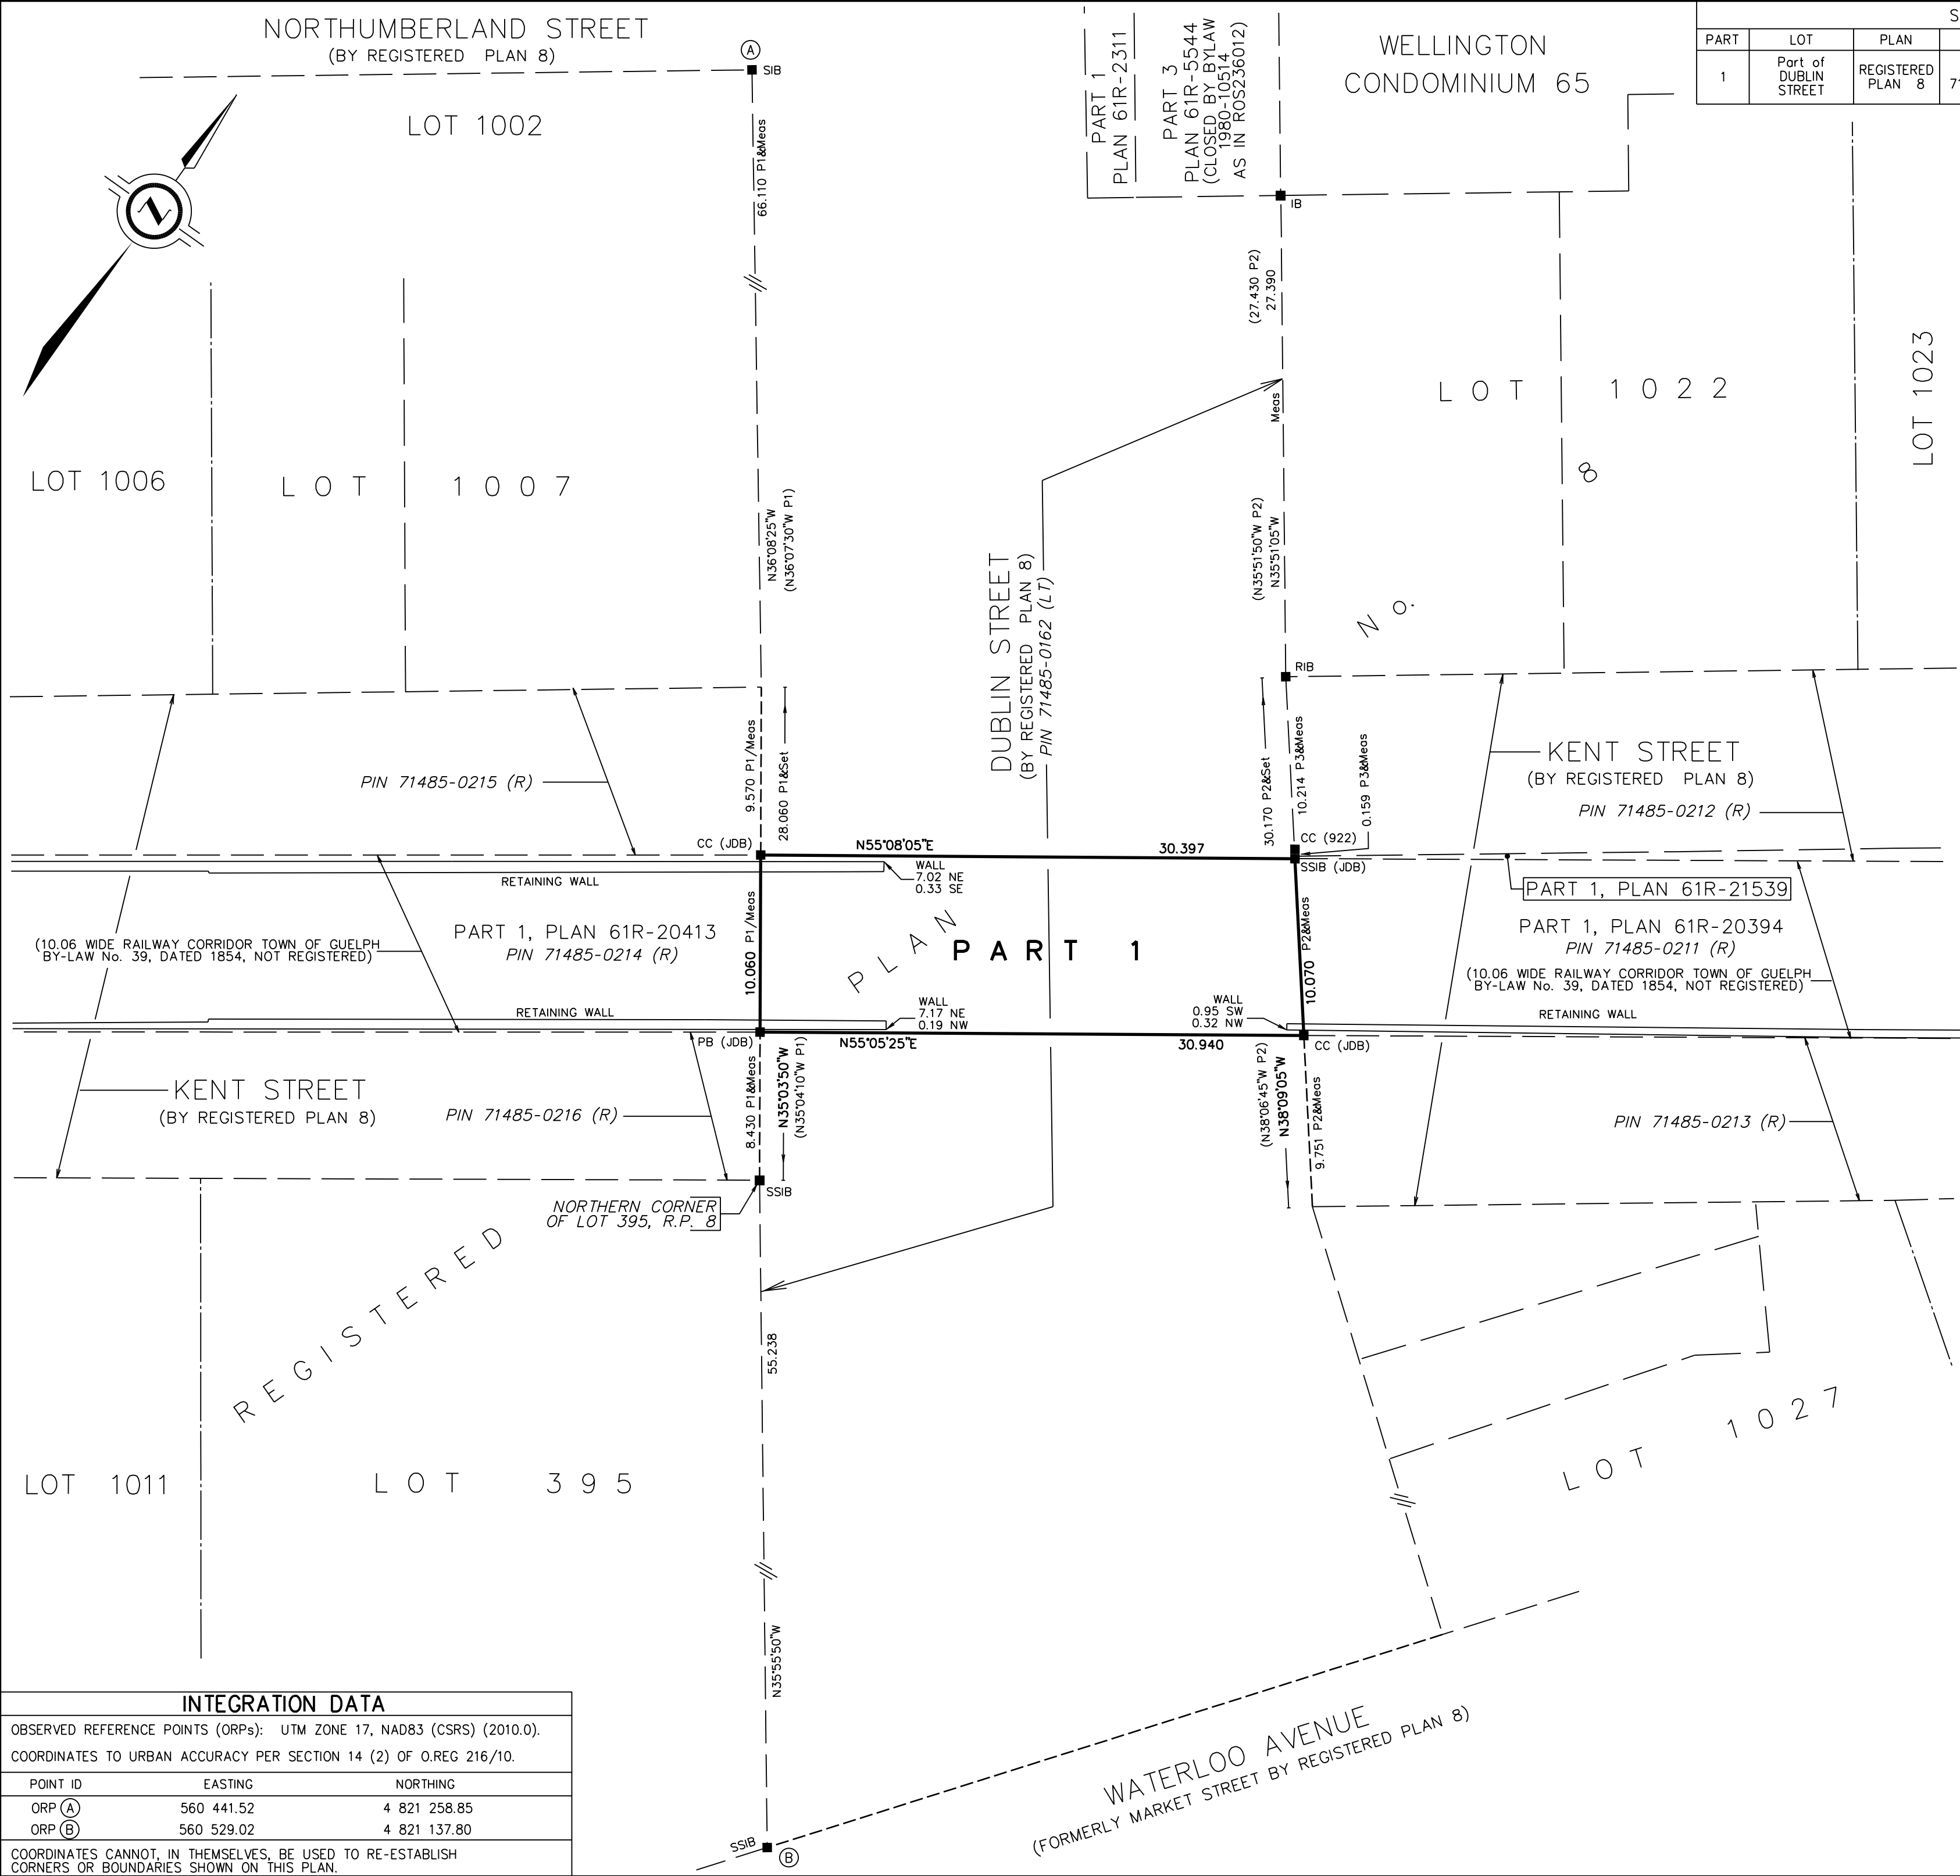 NORTHUMBERLAND STREET
(BY REGISTERED PLAN 8)
A
SIB
LOT 1002
66.110 P1&Meas
PART 1
PLAN 61R-2311
PART 3
PLAN 61R-5544
(CLOSED BY BYLAW
1980-10514
AS IN ROS236012)
WELLINGTON
CONDOMINIUM 65
S
PART LOT PLAN
1
Part of
DUBLIN
STREET
REGISTERED
PLAN 8
71
IB
(27.430 P2)
27.390
Meas
LOT 1022
LOT 1023
8
LOT 1006
LOT 1007
N36°08'25"W
(N36°07'30"W P1)
DUBLIN STREET
(BY REGISTERED PLAN 8)
PIN 71485-0162 (LT)
(N35°51'50"W P2)
N35°51'05"W
No.
RIB
PIN 71485-0215 (R)
9.570 P1/Meas
28.060 P1&Set
30.170 P2&Set
10.214 P3&Meas
0.159 P3&Meas
KENT STREET
(BY REGISTERED PLAN 8)
PIN 71485-0212 (R)
CC (JDB)
N55°08'05"E
30.397
CC (922)
SSIB (JDB)
RETAINING WALL
WALL
7.02 NE
0.33 SE
PART 1, PLAN 61R-21539
(10.06 WIDE RAILWAY CORRIDOR TOWN OF GUELPH
BY-LAW No. 39, DATED 1854, NOT REGISTERED)
PART 1, PLAN 61R-20413
PIN 71485-0214 (R)
10.060 P1/Meas
PLAN
PART 1
10.070 P2&Meas
PART 1, PLAN 61R-20394
PIN 71485-0211 (R)
(10.06 WIDE RAILWAY CORRIDOR TOWN OF GUELPH
BY-LAW No. 39, DATED 1854, NOT REGISTERED)
RETAINING WALL
WALL
7.17 NE
0.19 NW
WALL
0.95 SW
0.32 NW
RETAINING WALL
PB (JDB)
N55°05'25"E
30.940
CC (JDB)
KENT STREET
(BY REGISTERED PLAN 8)
PIN 71485-0216 (R)
8.430 P1&Meas
N35°03'50"W
(N35°04'10"W P1)
(N38°06'45"W P2)
N38°09'05"W
9.751 P2&Meas
PIN 71485-0213 (R)
SSIB
NORTHERN CORNER
OF LOT 395, R.P. 8
REGISTERED
55.238
LOT 1011
LOT 395
LOT 1027
N35°55'50"W
WATERLOO AVENUE
(FORMERLY MARKET STREET BY REGISTERED PLAN 8)
SSIB
B
INTEGRATION DATA
OBSERVED REFERENCE POINTS (ORPs): UTM ZONE 17, NAD83 (CSRS) (2010.0).
COORDINATES TO URBAN ACCURACY PER SECTION 14 (2) OF O.REG 216/10.
POINT ID EASTING NORTHING
ORP A 560 441.52 4 821 258.85
ORP B 560 529.02 4 821 137.80
COORDINATES CANNOT, IN THEMSELVES, BE USED TO RE-ESTABLISH
CORNERS OR BOUNDARIES SHOWN ON THIS PLAN.